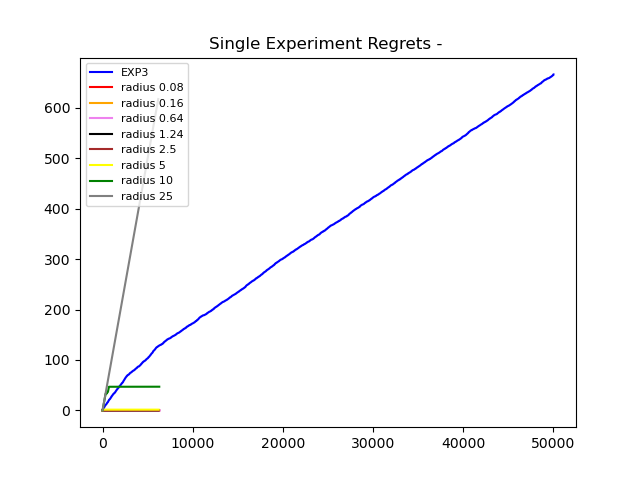 Single Experiment Regrets -
EXP3
radius 0.08
radius 0.16
radius 0.64
radius 1.24
radius 2.5
radius 5
radius 10
radius 25
600
500
400
300
200
100
0
0 10000 20000 30000 40000 50000